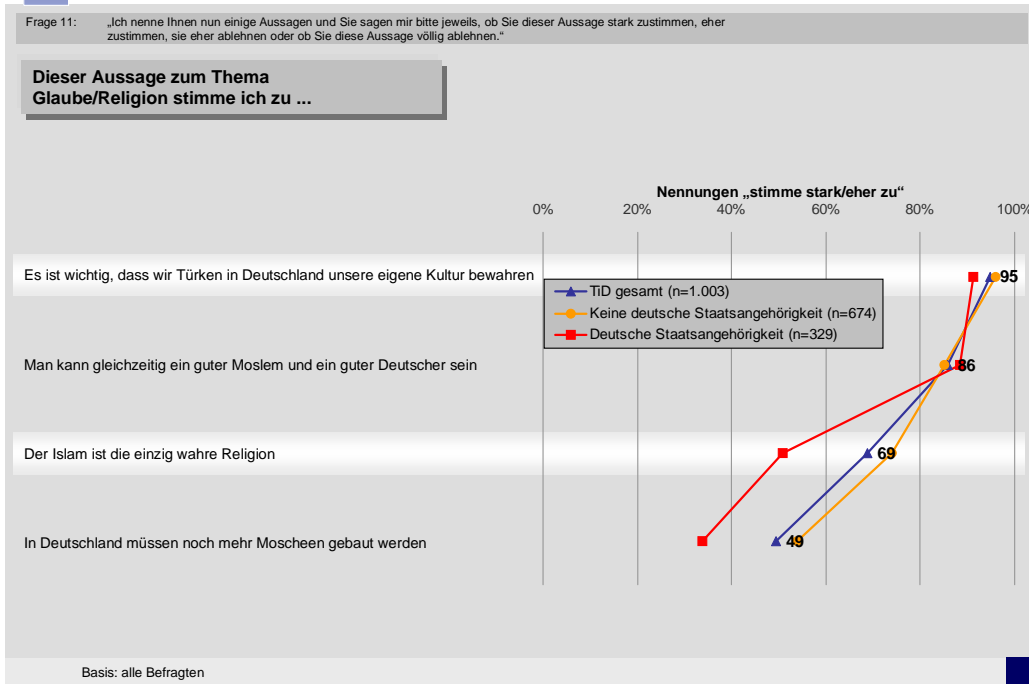 Frage 11: „Ich nenne Ihnen nun einige Aussagen und Sie sagen mir bitte jeweils, ob Sie dieser Aussage stark zustimmen, eher
zustimmen, sie eher ablehnen oder ob Sie diese Aussage völlig ablehnen.“
Dieser Aussage zum Thema
Glaube/Religion stimme ich zu ...
Nennungen „stimme stark/eher zu“
0% 20% 40% 60% 80% 100%
Es ist wichtig, dass wir Türken in Deutschland unsere eigene Kultur bewahren 95
TiD gesamt (n=1.003)
Keine deutsche Staatsangehörigkeit (n=674)
Deutsche Staatsangehörigkeit (n=329)
Man kann gleichzeitig ein guter Moslem und ein guter Deutscher sein 86
Der Islam ist die einzig wahre Religion 69
In Deutschland müssen noch mehr Moscheen gebaut werden 49
Basis: alle Befragten